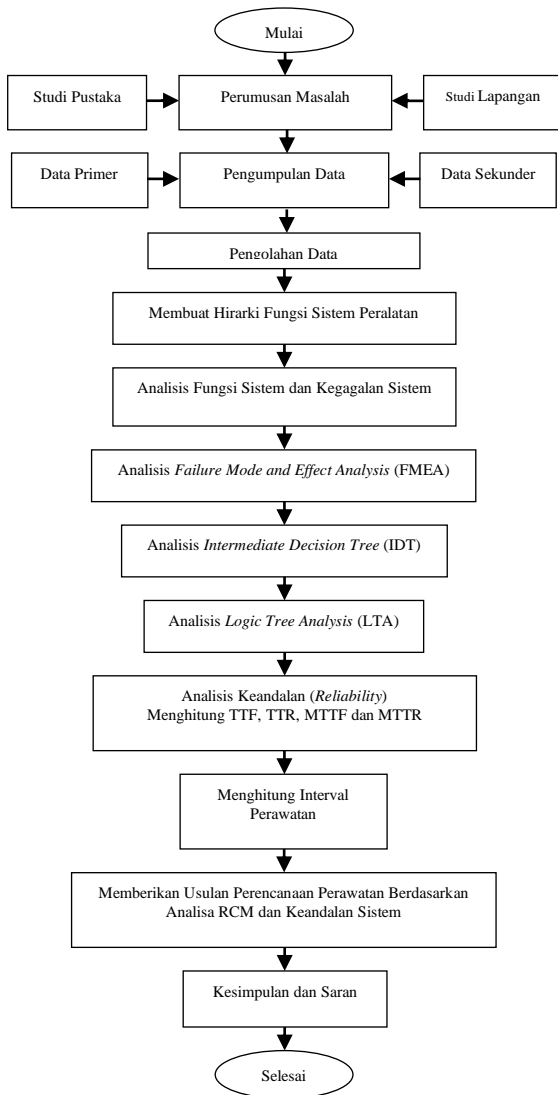 Mulai
Studi Pustaka
Perumusan Masalah
Studi Lapangan
Data Primer
Pengumpulan Data
Data Sekunder
Pengolahan Data
Membuat Hirarki Fungsi Sistem Peralatan
Analisis Fungsi Sistem dan Kegagalan Sistem
Analisis Failure Mode and Effect Analysis (FMEA)
Analisis Intermediate Decision Tree (IDT)
Analisis Logic Tree Analysis (LTA)
Analisis Keandalan (Reliability)
Menghitung TTF, TTR, MTTF dan MTTR
Menghitung Interval
Perawatan
Memberikan Usulan Perencanaan Perawatan Berdasarkan
Analisa RCM dan Keandalan Sistem
Kesimpulan dan Saran
Selesai